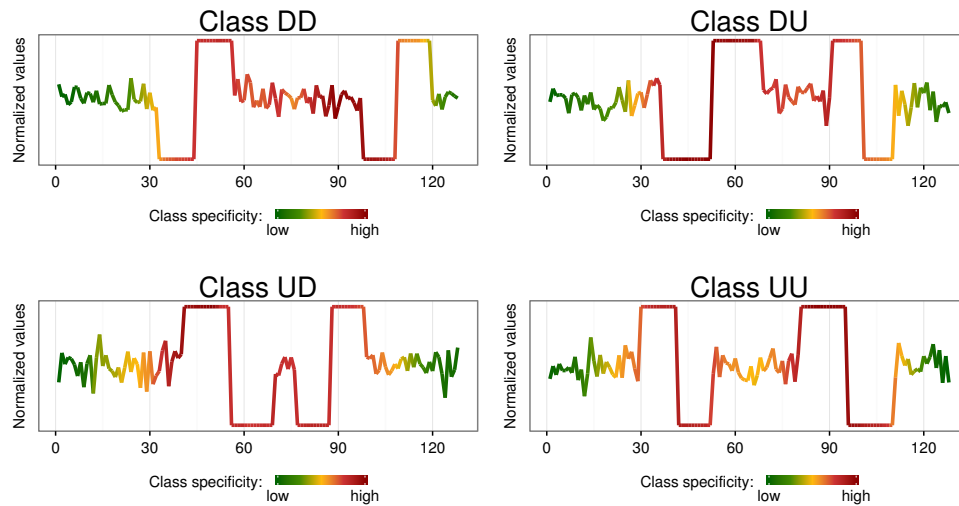 Class DD
Normalized values
0 30 60 90 120
Class specificity:
low high
Class DU
Normalized values
0 30 60 90 120
Class specificity:
low high
Class UD
Normalized values
0 30 60 90 120
Class specificity:
low high
Class UU
Normalized values
0 30 60 90 120
Class specificity:
low high